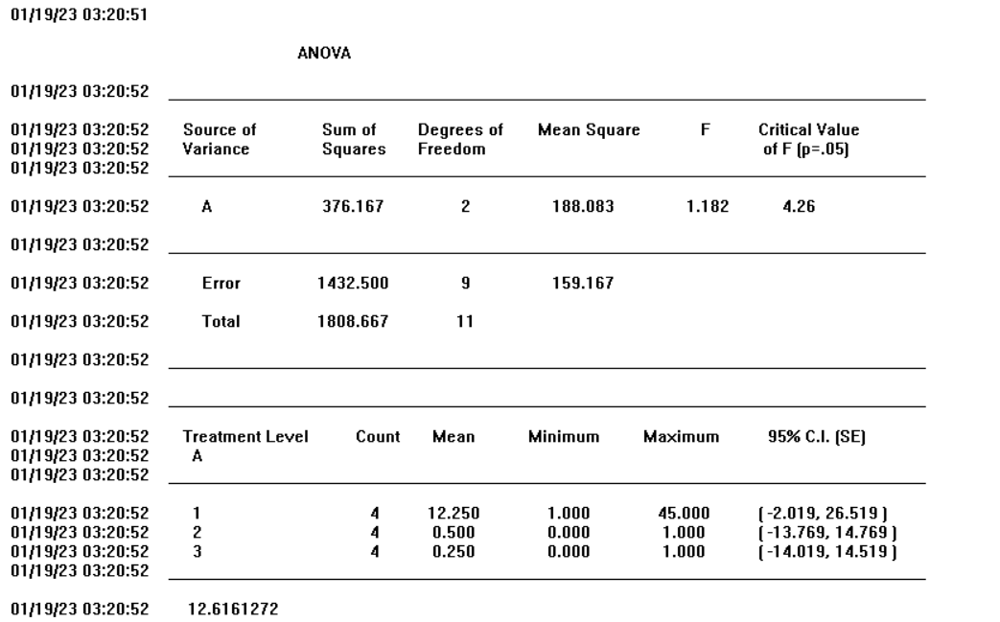 01/19/23 03:20:51
ANOVA
01/19/23 03:20:52
01/19/23 03:20:52 Source of Sum of Degrees of Mean Square F Critical Value
01/19/23 03:20:52 Variance Squares Freedom of F (p=.05)
01/19/23 03:20:52
01/19/23 03:20:52 A 376.167 2 188.083 1.182 4.26
01/19/23 03:20:52
01/19/23 03:20:52 Error 1432.500 9 159.167
01/19/23 03:20:52 Total 1808.667 11
01/19/23 03:20:52
01/19/23 03:20:52
01/19/23 03:20:52 Treatment Level Count Mean Minimum Maximum 95% C.I. (SE)
01/19/23 03:20:52 A
01/19/23 03:20:52
01/19/23 03:20:52 1 4 12.250 1.000 45.000 ( -2.019, 26.519 )
01/19/23 03:20:52 2 4 0.500 0.000 1.000 ( -13.769, 14.769 )
01/19/23 03:20:52 3 4 0.250 0.000 1.000 ( -14.019, 14.519 )
01/19/23 03:20:52
01/19/23 03:20:52 12.6161272